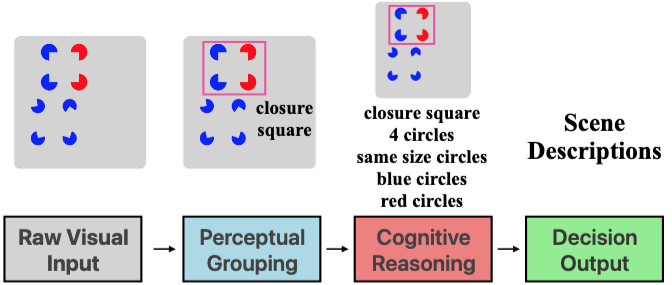 closure
square
closure square
4 circles
same size circles
blue circles
red circles
Scene
Descriptions
Raw Visual
Input
Perceptual
Grouping
Cognitive
Reasoning
Decision
Output